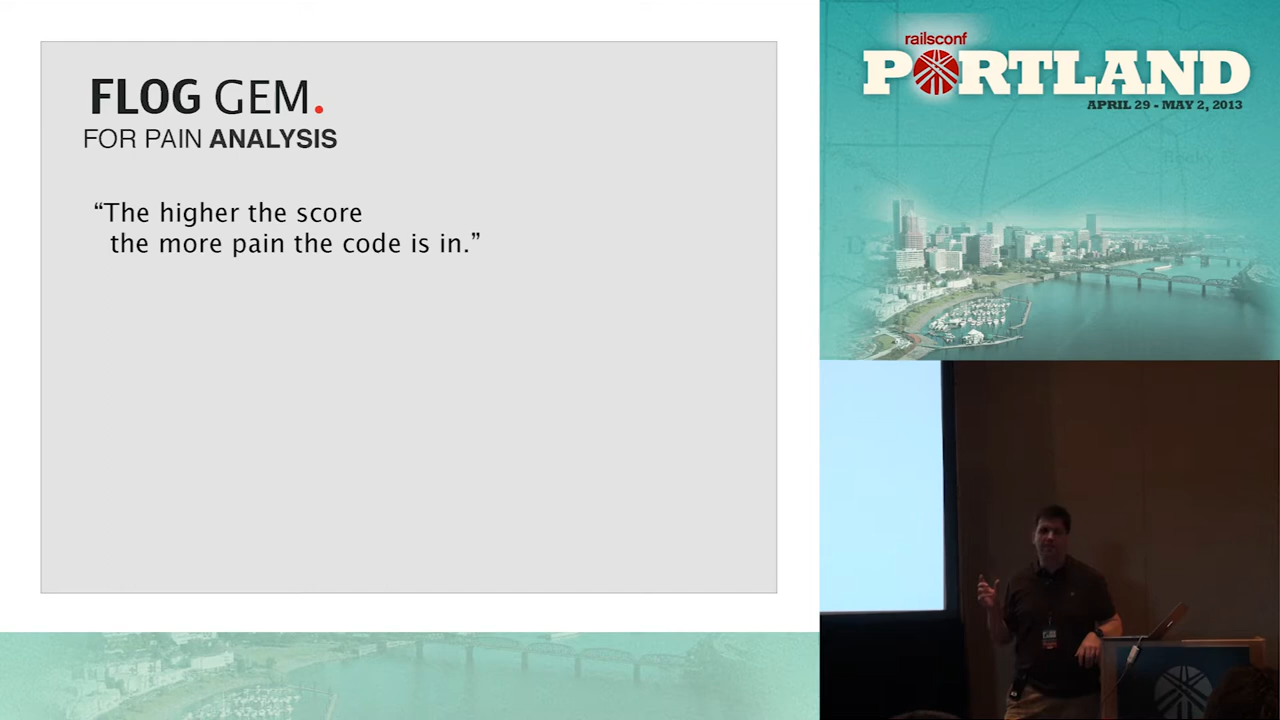 FLOG GEM.
FOR PAIN ANALYSIS
“The higher the score
the more pain the code is in.”
railsconf
PORTLAND
APRIL 29 - MAY 2, 2013